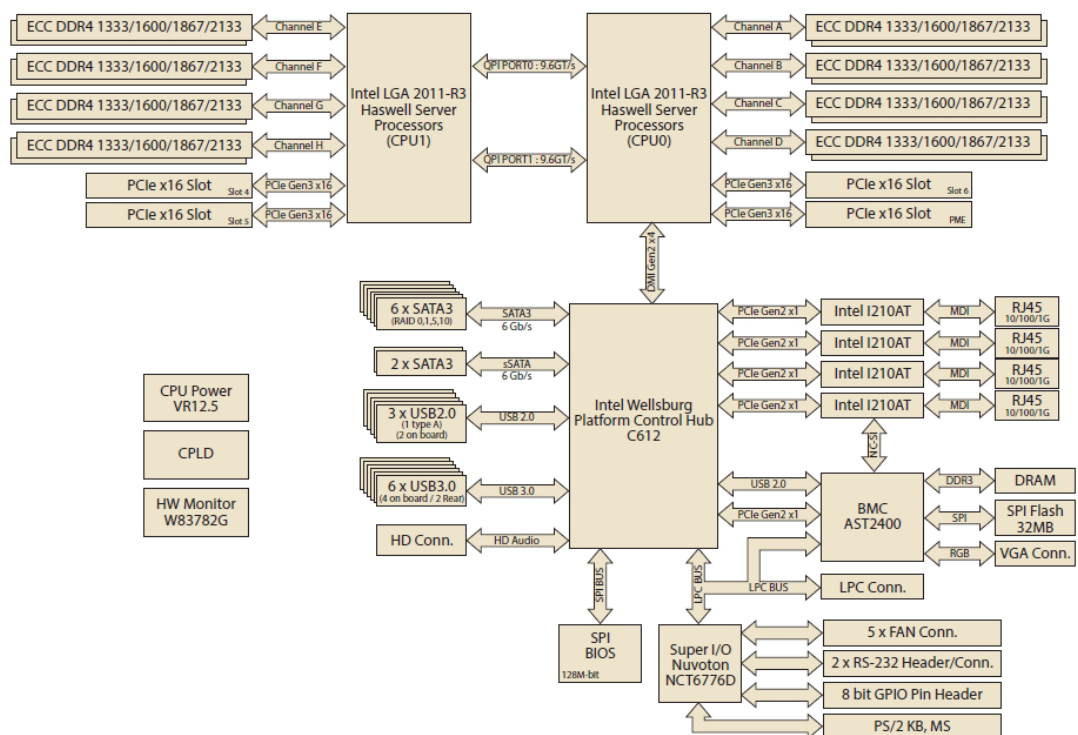 ECC DDR4 1333/1600/1867/2133
Channel E
ECC DDR4 1333/1600/1867/2133
Channel F
ECC DDR4 1333/1600/1867/2133
Channel G
ECC DDR4 1333/1600/1867/2133
Channel H
PCIe x16 Slot
Slot 4
PCIe Gen3 x16
PCIe x16 Slot
Slot 5
PCIe Gen3 x16
Intel LGA 2011-R3
Haswell Server
Processors
(CPU1)
QPI PORT0 : 9.6GT/s
QPI PORT1 : 9.6GT/s
Intel LGA 2011-R3
Haswell Server
Processors
(CPU0)
Channel A
ECC DDR4 1333/1600/1867/2133
Channel B
ECC DDR4 1333/1600/1867/2133
Channel C
ECC DDR4 1333/1600/1867/2133
Channel D
ECC DDR4 1333/1600/1867/2133
PCIe Gen3 x16
PCIe x16 Slot
Slot 6
PCIe Gen3 x16
PCIe x16 Slot
PME
DMI Gen2 x4
CPU Power
VR12.5
CPLD
HW Monitor
W83782G
6 x SATA3
(RAID 0,1,5,10)
SATA3
6 Gb/s
2 x SATA3
sSATA
6 Gb/s
3 x USB2.0
(1 type A)
(2 on board)
USB 2.0
6 x USB3.0
(4 on board / 2 Rear)
USB 3.0
HD Conn.
HD Audio
Intel Wellsburg
Platform Control Hub
C612
PCIe Gen2 x1
Intel I210AT
MDI
RJ45
10/100/1G
PCIe Gen2 x1
Intel I210AT
MDI
RJ45
10/100/1G
PCIe Gen2 x1
Intel I210AT
MDI
RJ45
10/100/1G
PCIe Gen2 x1
Intel I210AT
MDI
RJ45
10/100/1G
NC-SI
USB 2.0
PCIe Gen2 x1
BMC
AST2400
DDR3
DRAM
SPI
SPI Flash
32MB
RGB
VGA Conn.
SPI BUS
LPC BUS
LPC BUS
LPC Conn.
SPI
BIOS
128M-bit
Super I/O
Nuvoton
NCT6776D
5 x FAN Conn.
2 x RS-232 Header/Conn.
8 bit GPIO Pin Header
PS/2 KB, MS